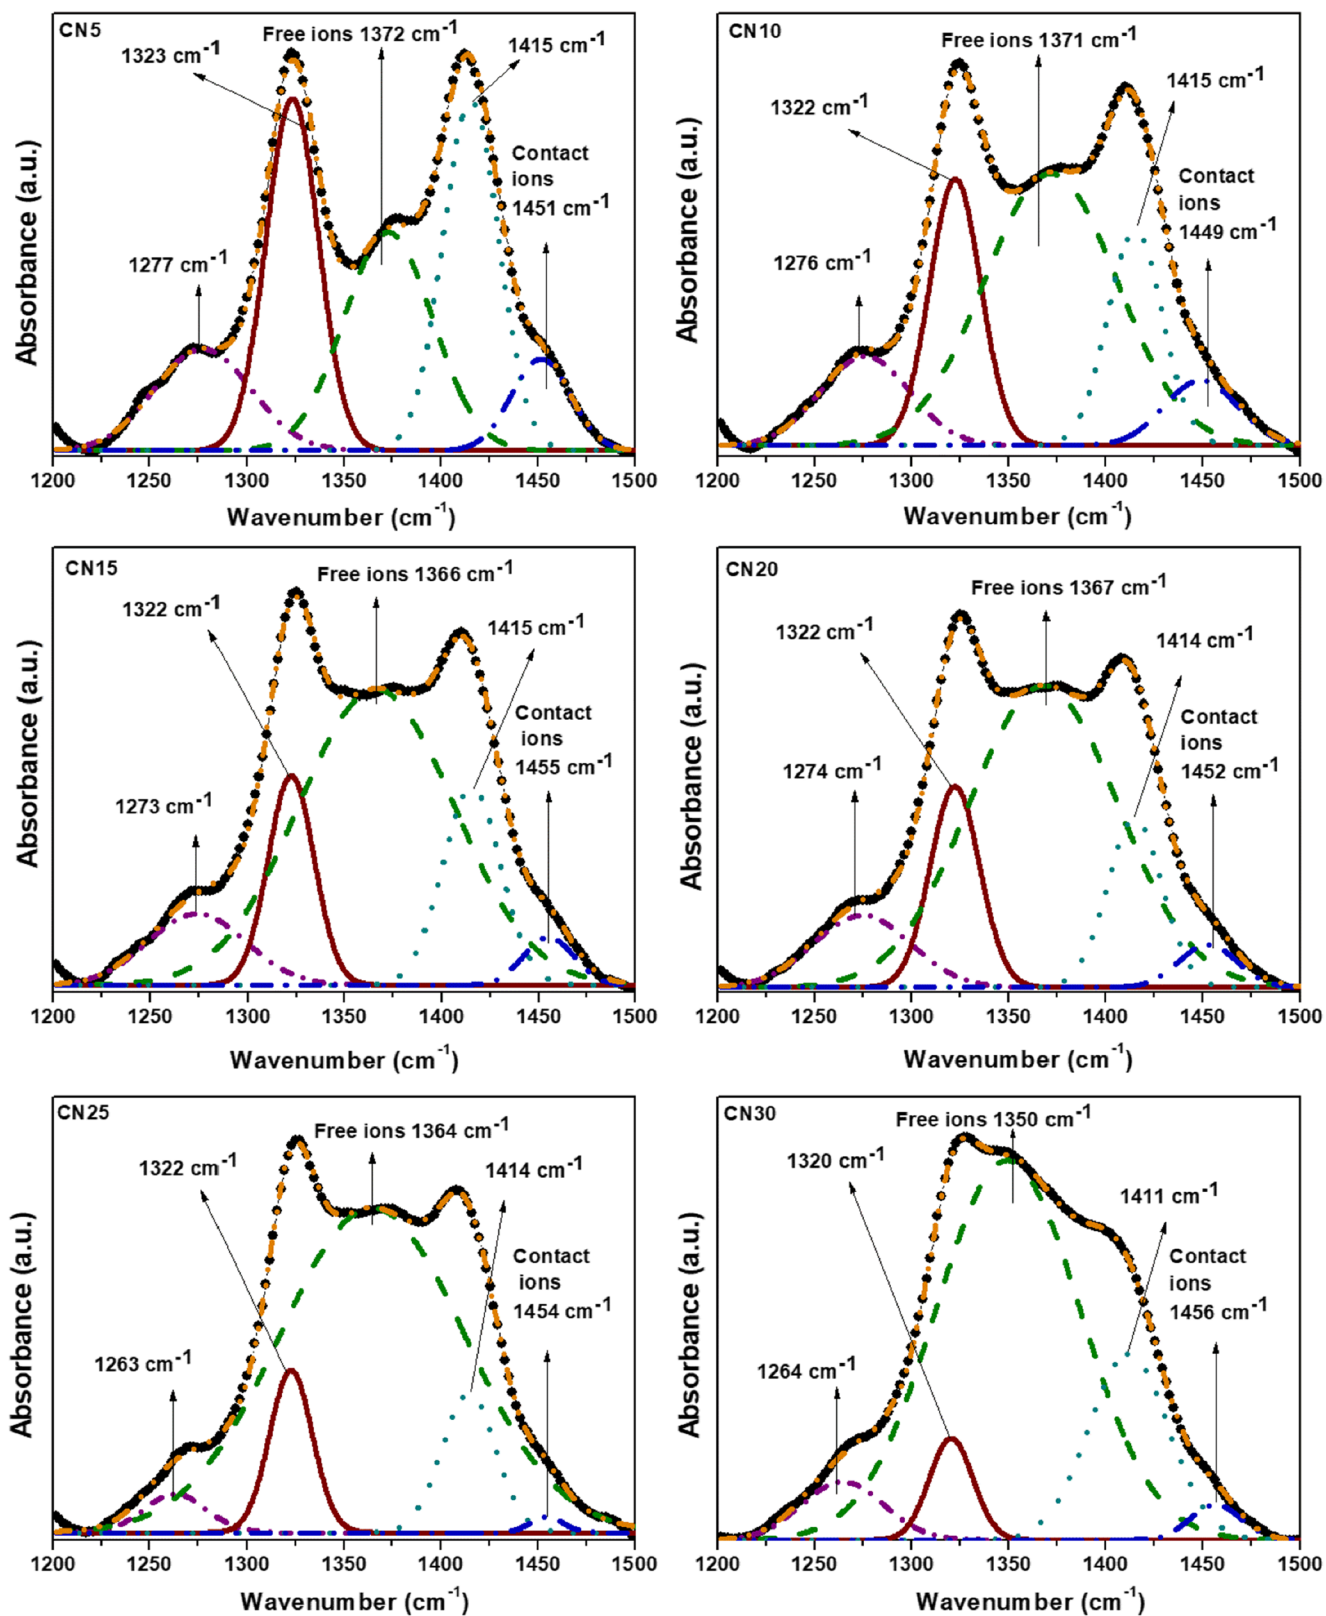 CN5
Free ions 1372 cm⁻¹
1323 cm⁻¹
1415 cm⁻¹
Contact
ions
1451 cm⁻¹
1277 cm⁻¹
Absorbance (a.u.)
1200 1250 1300 1350 1400 1450 1500
Wavenumber (cm⁻¹)
CN10
Free ions 1371 cm⁻¹
1322 cm⁻¹
1415 cm⁻¹
Contact
ions
1449 cm⁻¹
1276 cm⁻¹
Absorbance (a.u.)
1200 1250 1300 1350 1400 1450 1500
Wavenumber (cm⁻¹)
CN15
Free ions 1366 cm⁻¹
1322 cm⁻¹
1415 cm⁻¹
Contact
ions
1455 cm⁻¹
1273 cm⁻¹
Absorbance (a.u.)
1200 1250 1300 1350 1400 1450 1500
Wavenumber (cm⁻¹)
CN20
Free ions 1367 cm⁻¹
1322 cm⁻¹
1414 cm⁻¹
Contact
ions
1452 cm⁻¹
1274 cm⁻¹
Absorbance (a.u.)
1200 1250 1300 1350 1400 1450 1500
Wavenumber (cm⁻¹)
CN25
Free ions 1364 cm⁻¹
1322 cm⁻¹
1414 cm⁻¹
Contact
ions
1454 cm⁻¹
1263 cm⁻¹
Absorbance (a.u.)
1200 1250 1300 1350 1400 1450 1500
Wavenumber (cm⁻¹)
CN30
Free ions 1350 cm⁻¹
1320 cm⁻¹
1411 cm⁻¹
Contact
ions
1456 cm⁻¹
1264 cm⁻¹
Absorbance (a.u.)
1200 1250 1300 1350 1400 1450 1500
Wavenumber (cm⁻¹)